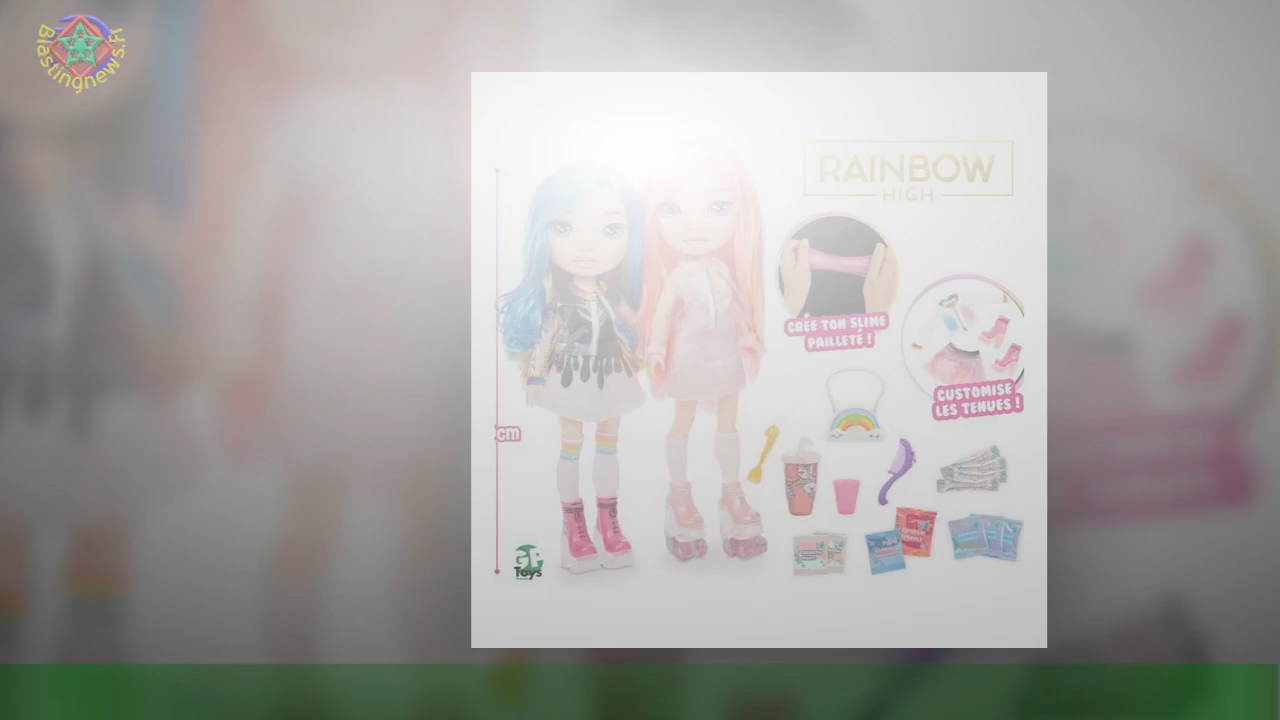 Blastingnews.Fr
RAINBOW
HIGH
CRÉE TON SLIME
PAILLETÉ !
CUSTOMISE
LES TENUES !
cm
Toys